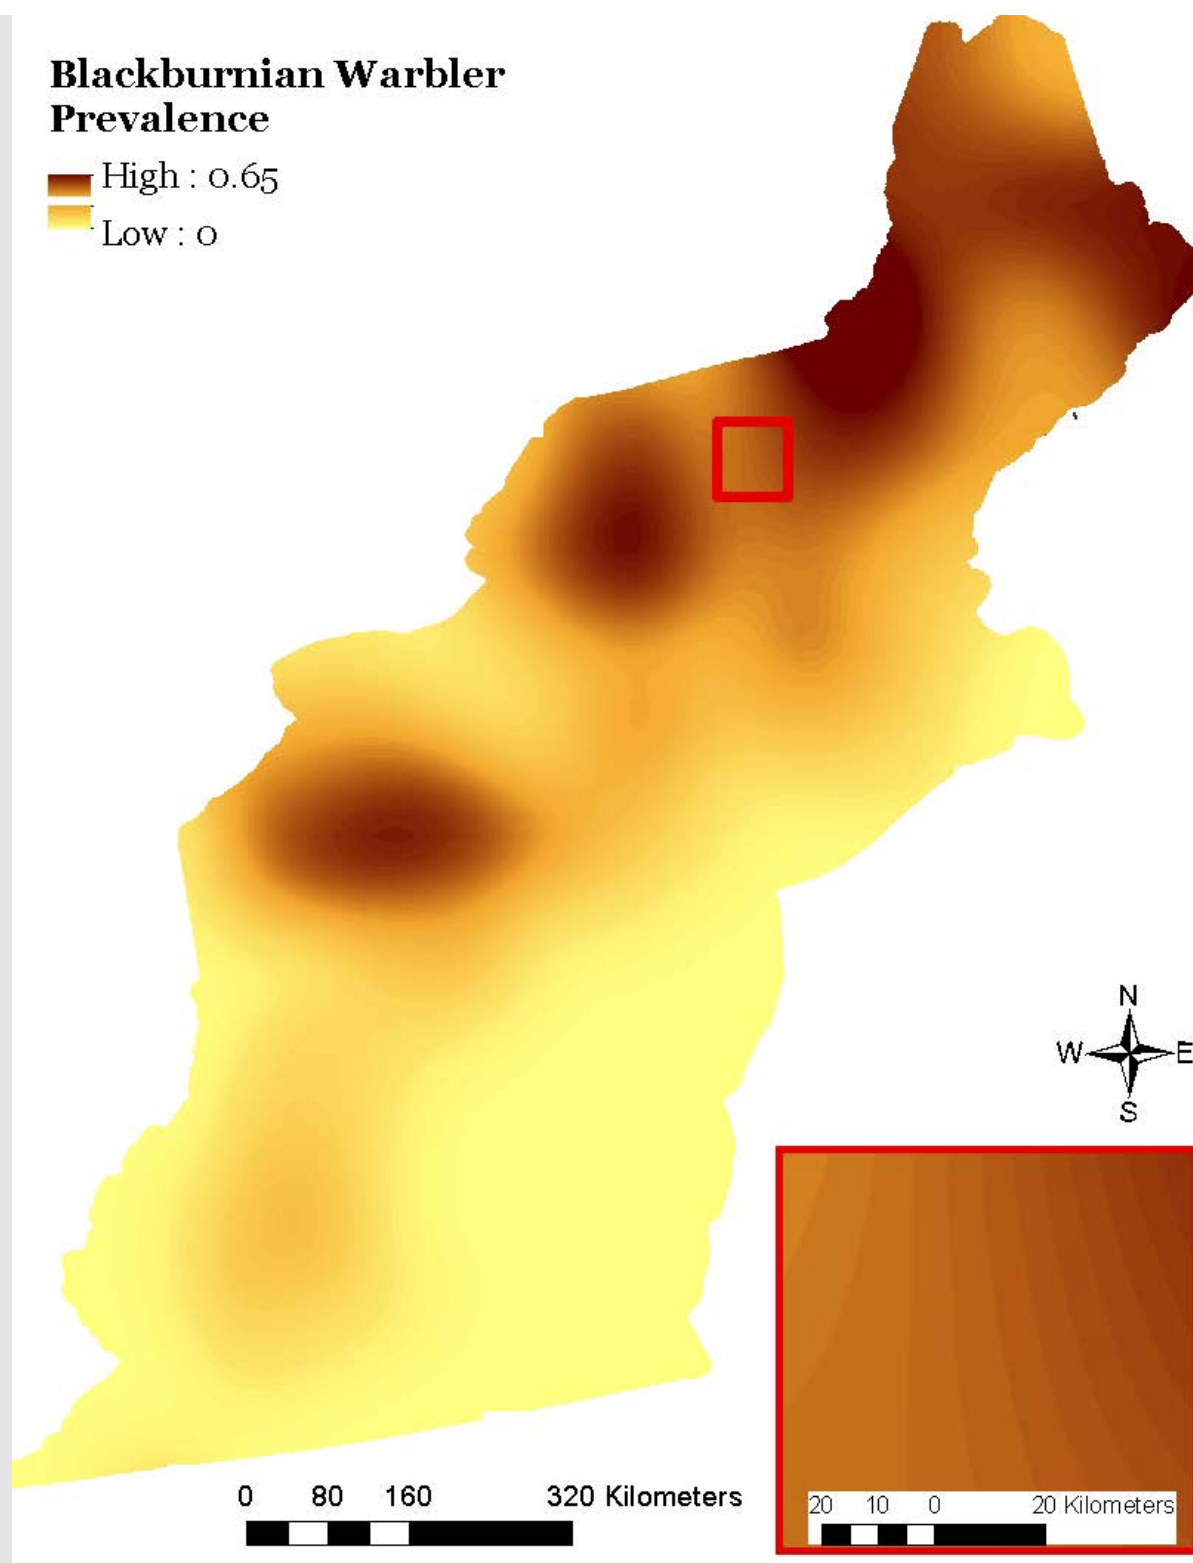 Blackburnian Warbler
Prevalence
High : 0.65
Low : 0
N
W E
S
0 80 160 320 Kilometers
20 10 0 20 Kilometers